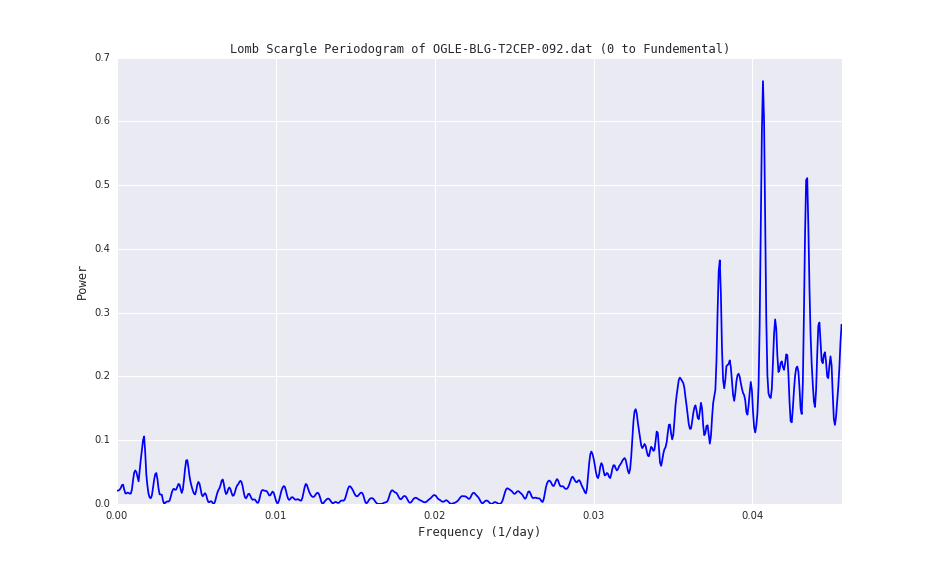 Lomb Scargle Periodogram of OGLE-BLG-T2CEP-092.dat (0 to Fundemental)
0.7
0.6
0.5
0.4
0.3
0.2
0.1
0.0
Power
0.00 0.01 0.02 0.03 0.04
Frequency (1/day)